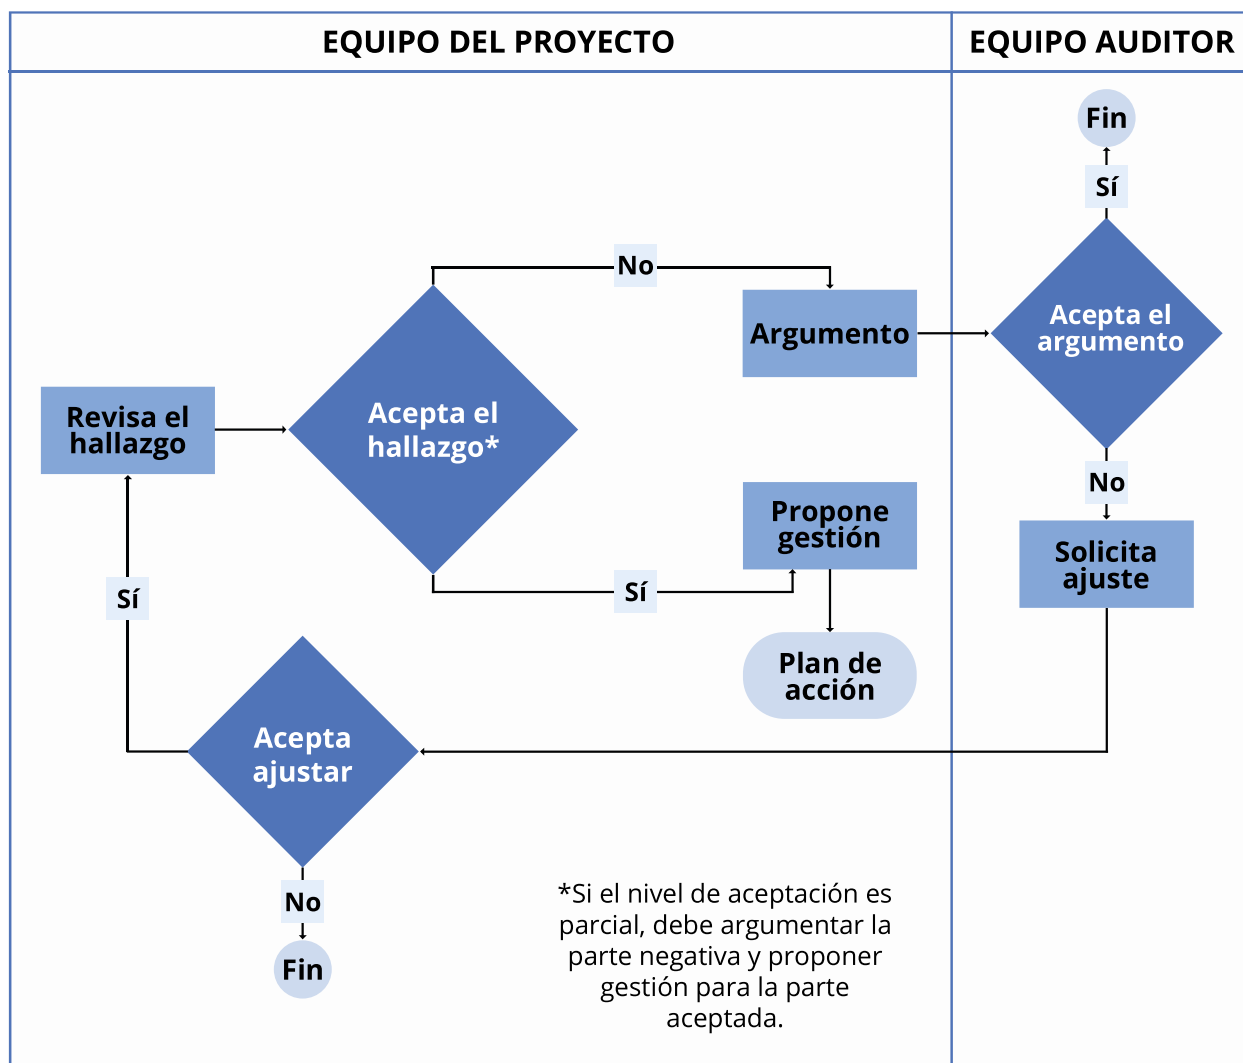 EQUIPO DEL PROYECTO
EQUIPO AUDITOR
Fin
Sí
No
Argumento
Acepta el
argumento
Revisa el
hallazgo
Acepta el
hallazgo*
No
Propone
gestión
Solicita
ajuste
Sí
Sí
Plan de
acción
Acepta
ajustar
No
Fin
*Si el nivel de aceptación es
parcial, debe argumentar la
parte negativa y proponer
gestión para la parte
aceptada.